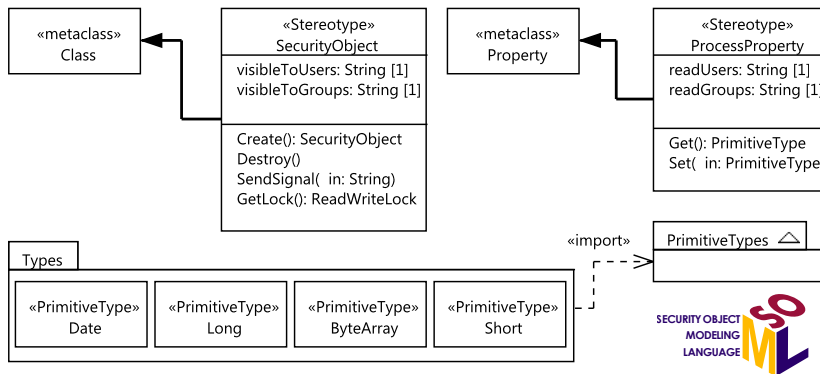 «metaclass»
Class
«Stereotype»
SecurityObject
visibleToUsers: String [1]
visibleToGroups: String [1]
Create(): SecurityObject
Destroy()
SendSignal(  in: String)
GetLock(): ReadWriteLock
«metaclass»
Property
«Stereotype»
ProcessProperty
readUsers: String [1]
readGroups: String [1]
Get(): PrimitiveType
Set(  in: PrimitiveType
Types
«PrimitiveType»
Date
«PrimitiveType»
Long
«PrimitiveType»
ByteArray
«PrimitiveType»
Short
«import»
PrimitiveTypes
SECURITY OBJECT
MODELING
LANGUAGE
SO
ML